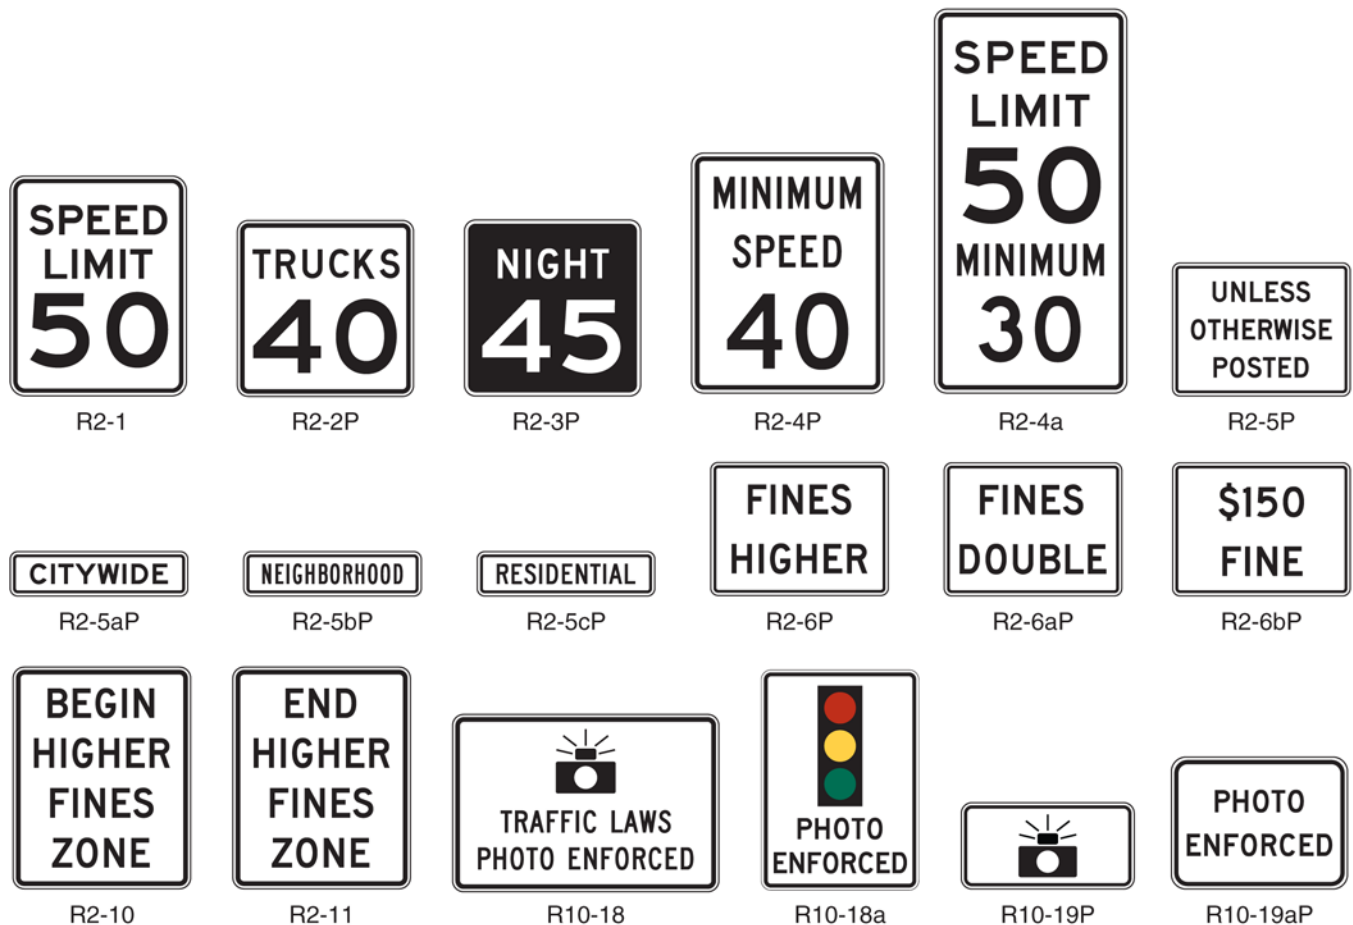 SPEED
LIMIT
50
R2-1
TRUCKS
40
R2-2P
NIGHT
45
R2-3P
MINIMUM
SPEED
40
R2-4P
SPEED
LIMIT
50
MINIMUM
30
R2-4a
UNLESS
OTHERWISE
POSTED
R2-5P
CITYWIDE
R2-5aP
NEIGHBORHOOD
R2-5bP
RESIDENTIAL
R2-5cP
FINES
HIGHER
R2-6P
FINES
DOUBLE
R2-6aP
$150
FINE
R2-6bP
BEGIN
HIGHER
FINES
ZONE
R2-10
END
HIGHER
FINES
ZONE
R2-11
TRAFFIC LAWS
PHOTO ENFORCED
R10-18
PHOTO
ENFORCED
R10-18a
R10-19P
PHOTO
ENFORCED
R10-19aP